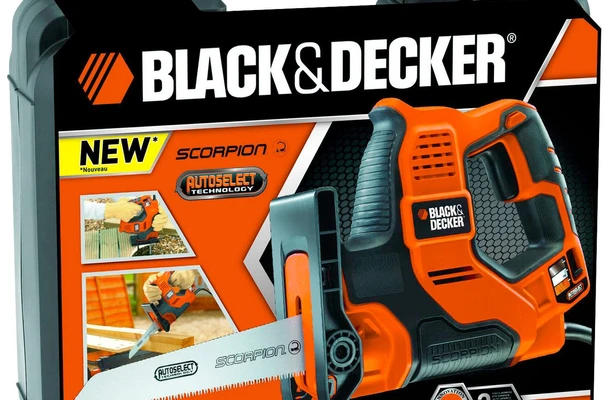 BLACK&DECKER®
NEW*
*Nouveau
SCORPION
AUTOSELECT
TECHNOLOGY
BLACK&
DECKER
SCORPION
AUTOSELECT
SCORPION